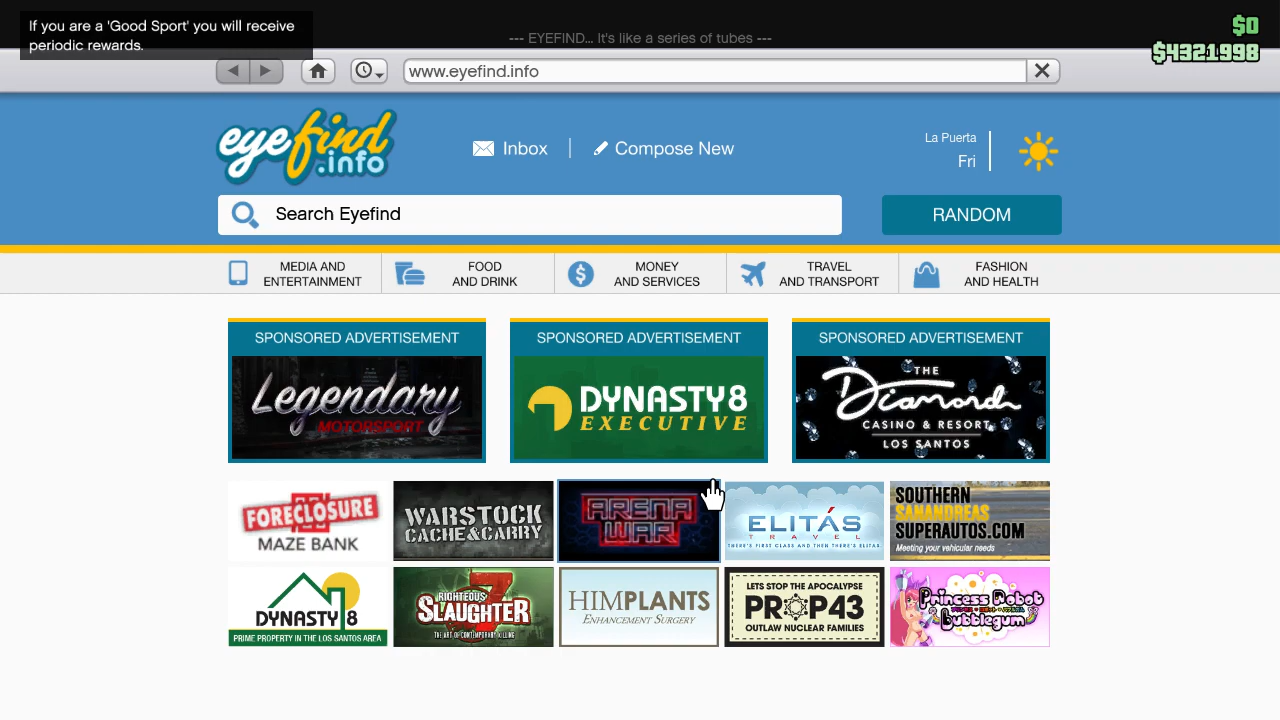 If you are a 'Good Sport' you will receive
periodic rewards.
--- EYEFIND... It's like a series of tubes ---
$0
$4321998
www.eyefind.info
eyefind
.info
Inbox
Compose New
La Puerta
Fri
Search Eyefind
RANDOM
MEDIA AND
ENTERTAINMENT
FOOD
AND DRINK
MONEY
AND SERVICES
TRAVEL
AND TRANSPORT
FASHION
AND HEALTH
SPONSORED ADVERTISEMENT
Legendary
MOTORSPORT
SPONSORED ADVERTISEMENT
DYNASTY 8
EXECUTIVE
SPONSORED ADVERTISEMENT
THE
Diamond
CASINO & RESORT
LOS SANTOS
FORECLOSURE
MAZE BANK
WARSTOCK
CACHE & CARRY
ARENA
WAR
ELITÁS
TRAVEL
THERE'S FIRST CLASS AND THEN THERE'S ELITAS
SOUTHERN
SANANDREAS
SUPERAUTOS.COM
Meeting your vehicular needs
DYNASTY 8
PRIME PROPERTY IN THE LOS SANTOS AREA
RIGHTEOUS
SLAUGHTER
7
THE ART OF CONTEMPORARY KILLING
HIMPLANTS
ENHANCEMENT SURGERY
LETS STOP THE APOCALYPSE
PROP43
OUTLAW NUCLEAR FAMILIES
Princess Robot
Bubblegum